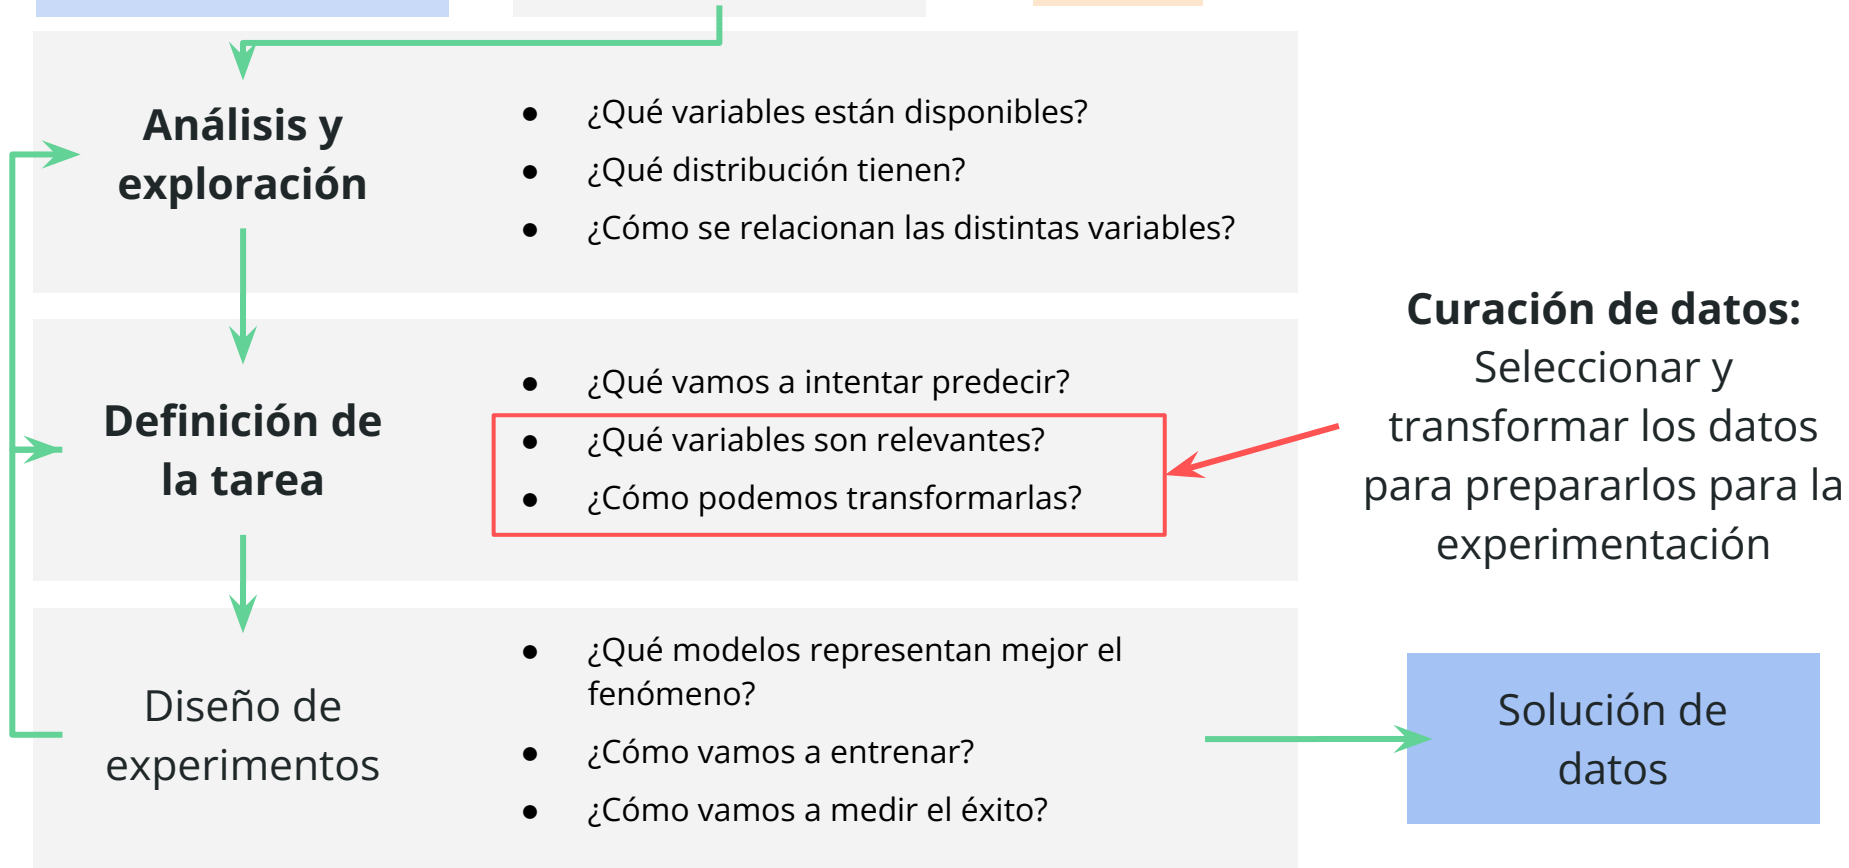 Análisis y
exploración
● ¿Qué variables están disponibles?
● ¿Qué distribución tienen?
● ¿Cómo se relacionan las distintas variables?
Definición de
la tarea
● ¿Qué vamos a intentar predecir?
● ¿Qué variables son relevantes?
● ¿Cómo podemos transformarlas?
Curación de datos:
Seleccionar y
transformar los datos
para prepararlos para la
experimentación
Diseño de
experimentos
● ¿Qué modelos representan mejor el
fenómeno?
● ¿Cómo vamos a entrenar?
● ¿Cómo vamos a medir el éxito?
Solución de
datos